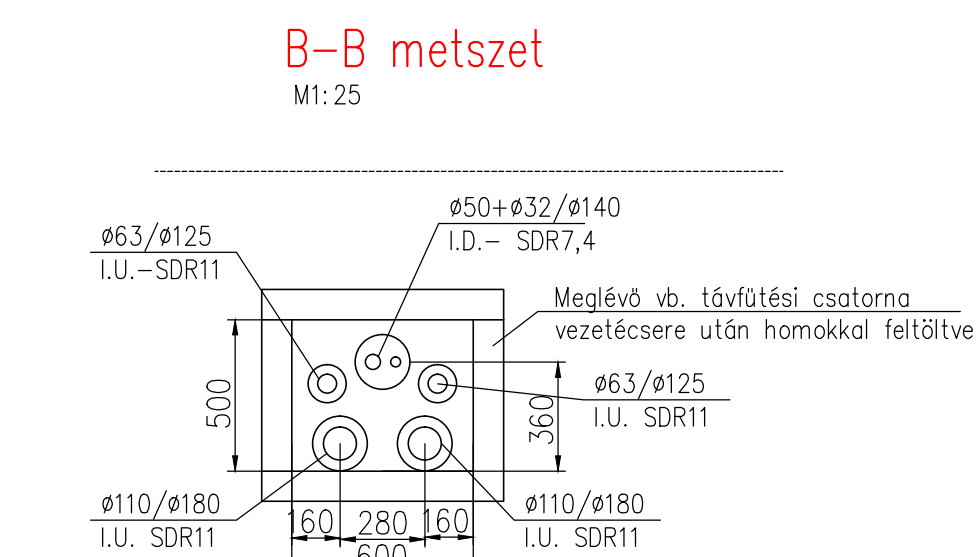 B-B metszet
M1:25
ø50+ø32/ø140
I.D.- SDR7,4
ø63/ø125
I.U.-SDR11
Meglévö vb. távfütési csatorna
vezetécsere után homokkal feltöltve
ø63/ø125
I.U. SDR11
500
360
ø110/ø180
I.U. SDR11
ø110/ø180
I.U. SDR11
160 280 160
600